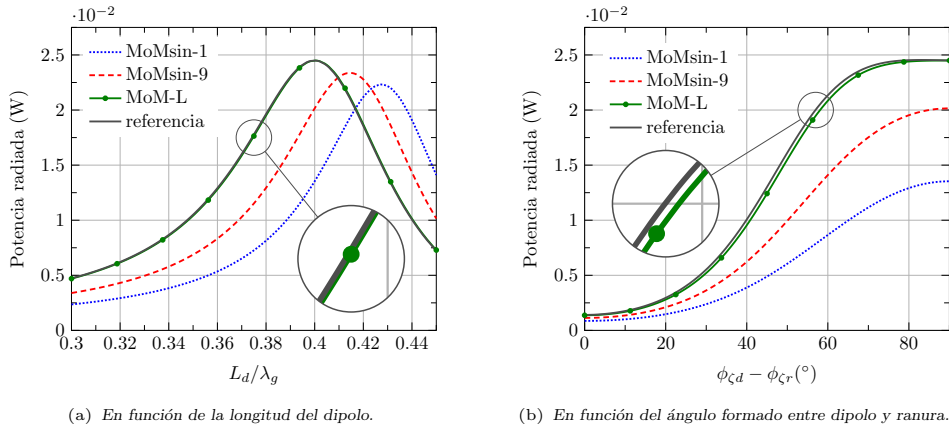 ·10⁻²
2.5
2
1.5
1
0.5
0
Potencia radiada (W)
MoMsin-1
MoMsin-9
MoM-L
referencia
0.3 0.32 0.34 0.36 0.38 0.4 0.42 0.44
L_d/λ_g
(a) En función de la longitud del dipolo.
·10⁻²
2.5
2
1.5
1
0.5
0
Potencia radiada (W)
MoMsin-1
MoMsin-9
MoM-L
referencia
0 20 40 60 80
ϕ_ζd − ϕ_ζr(°)
(b) En función del ángulo formado entre dipolo y ranura.